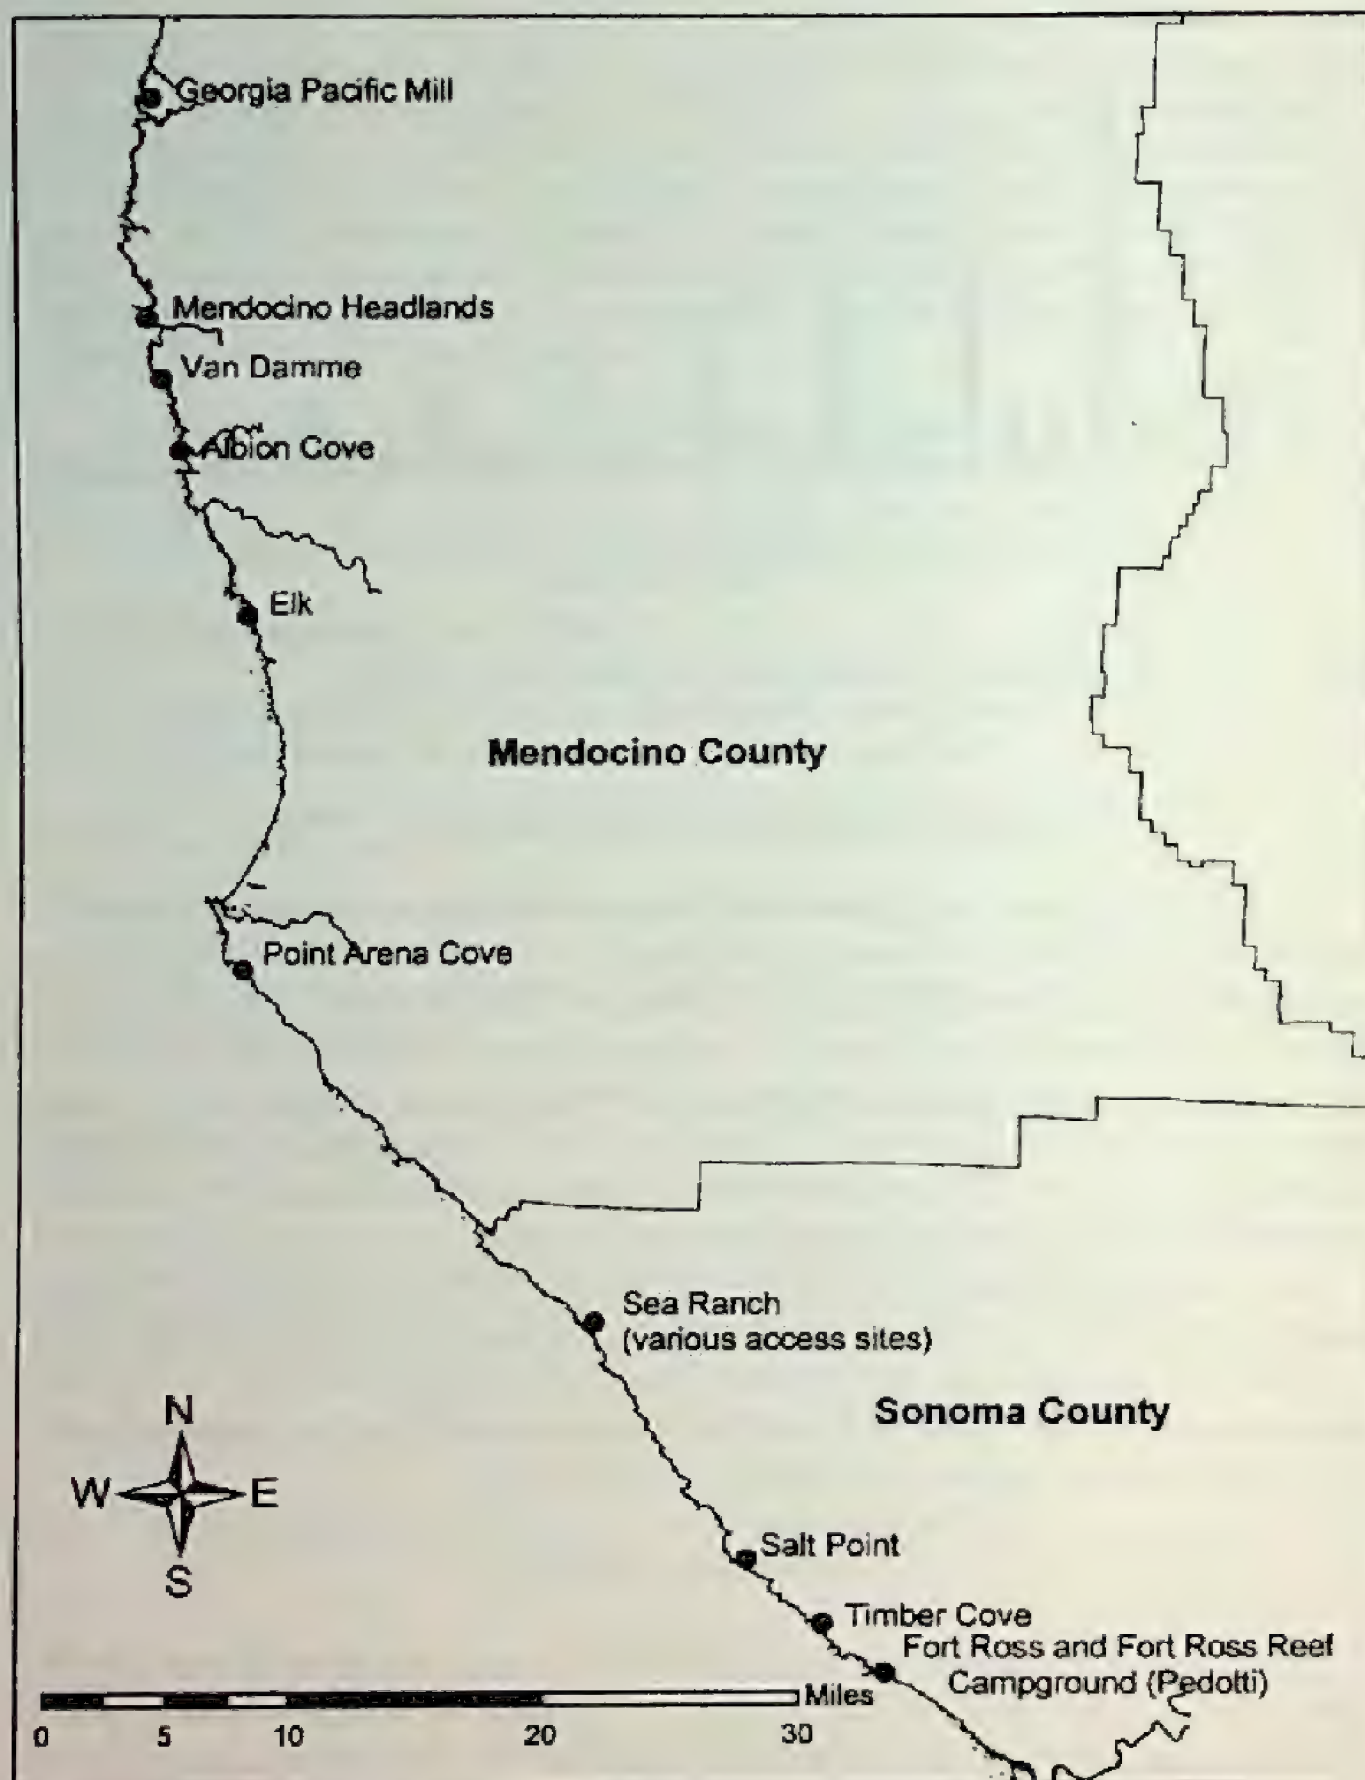 Georgia Pacific Mill
Mendocino Headlands
Van Damme
Albion Cove
Elk
Mendocino County
Point Arena Cove
Sea Ranch
(various access sites)
Sonoma County
N
W E
S
Salt Point
Timber Cove
Fort Ross and Fort Ross Reef
Campground (Pedotti)
Miles
0 5 10 20 30